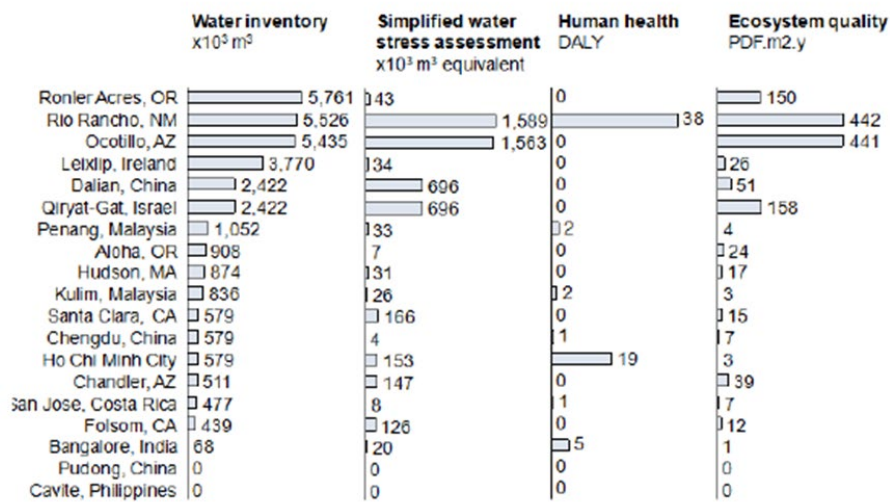 Water inventory Simplified water stress assessment Human health Ecosystem quality
x10³ m³ x10³ m³ equivalent DALY PDF.m2.y
Ronler Acres, OR 5,761 43 0 150
Rio Rancho, NM 5,526 1,589 38 442
Ocotillo, AZ 5,435 1,563 0 441
Leixlip, Ireland 3,770 34 0 26
Dalian, China 2,422 696 0 51
Qiryat-Gat, Israel 2,422 696 0 158
Penang, Malaysia 1,052 33 2 4
Aloha, OR 908 7 0 24
Hudson, MA 874 31 0 17
Kulim, Malaysia 836 26 2 3
Santa Clara, CA 579 166 0 15
Chengdu, China 579 4 1 7
Ho Chi Minh City 579 153 19 3
Chandler, AZ 511 147 0 39
San Jose, Costa Rica 477 8 1 7
Folsom, CA 439 126 0 12
Bangalore, India 68 20 5 1
Pudong, China 0 0 0 0
Cavite, Philippines 0 0 0 0